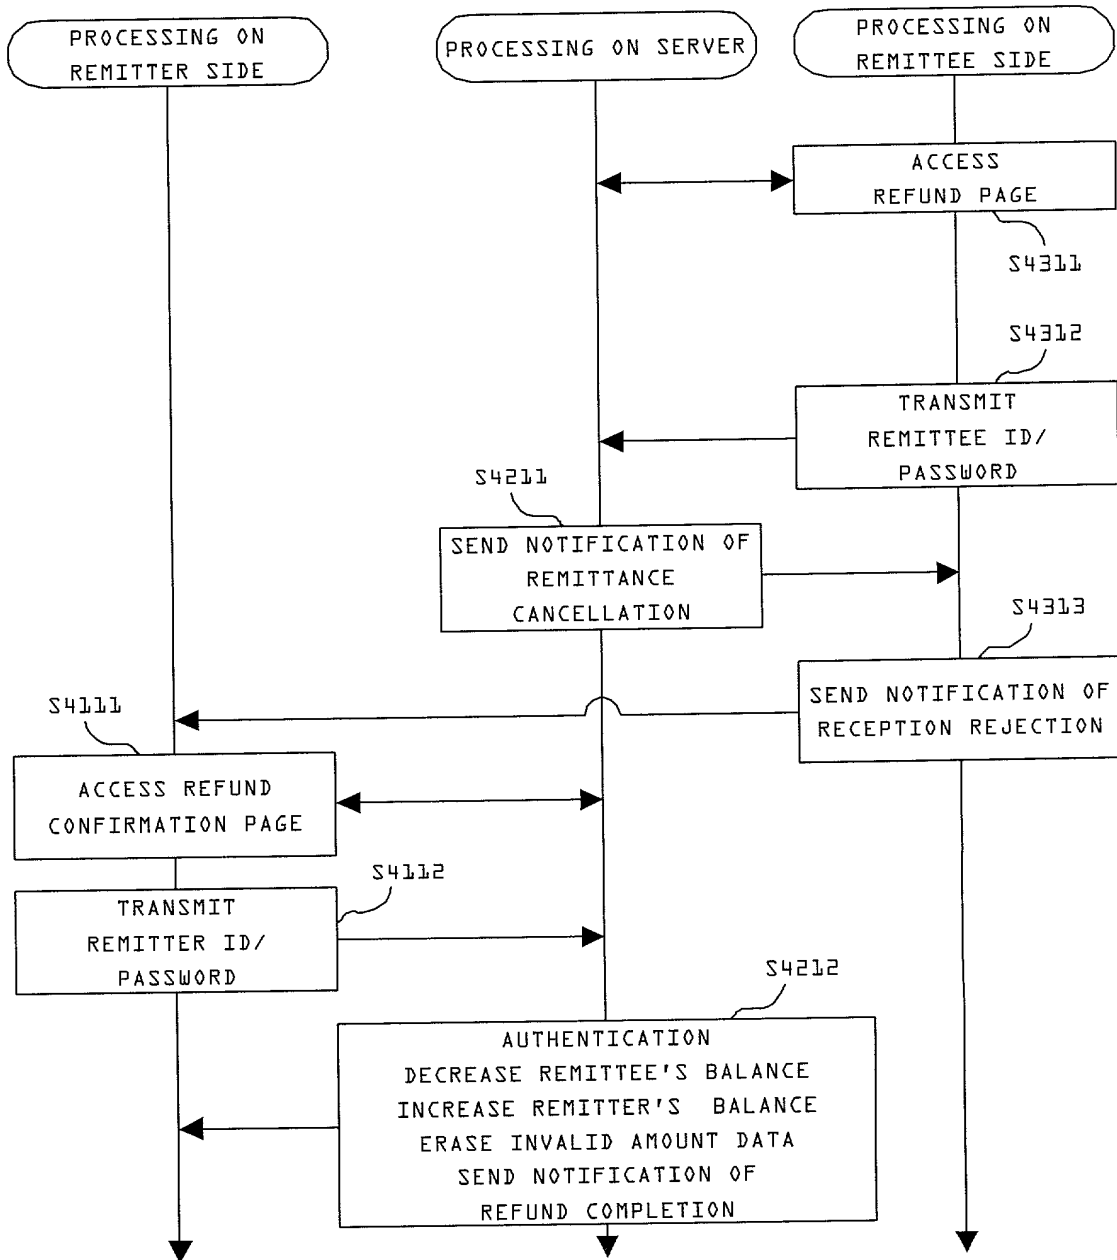 PROCESSING ON
REMITTER SIDE
PROCESSING ON SERVER
PROCESSING ON
REMITTEE SIDE
ACCESS
REFUND PAGE
S4311
S4312
TRANSMIT
REMITTEE ID/
PASSWORD
S4211
SEND NOTIFICATION OF
REMITTANCE
CANCELLATION
S4313
SEND NOTIFICATION OF
RECEPTION REJECTION
S4111
ACCESS REFUND
CONFIRMATION PAGE
S4112
TRANSMIT
REMITTER ID/
PASSWORD
S4212
AUTHENTICATION
DECREASE REMITTEE'S BALANCE
INCREASE REMITTER'S BALANCE
ERASE INVALID AMOUNT DATA
SEND NOTIFICATION OF
REFUND COMPLETION